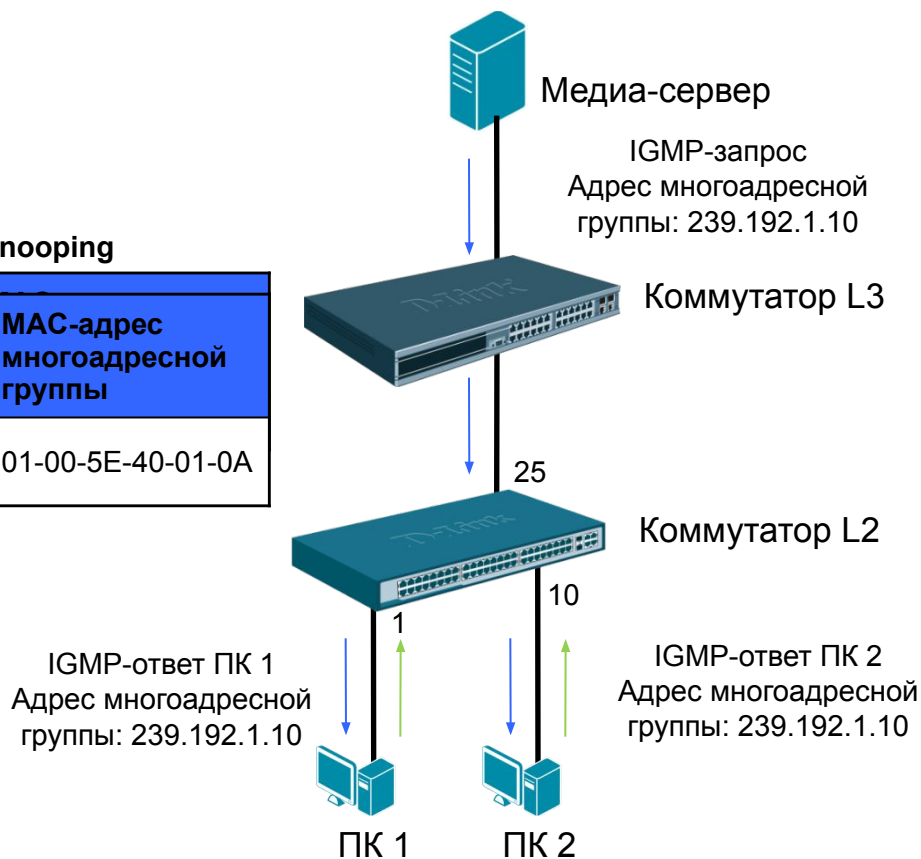 Медиа-сервер
IGMP-запрос
Адрес многоадресной
группы: 239.192.1.10
nooping
MAC-адрес
многоадресной
группы
01-00-5E-40-01-0A
D-Link
Коммутатор L3
25
D-Link
Коммутатор L2
1
10
IGMP-ответ ПК 1
Адрес многоадресной
группы: 239.192.1.10
IGMP-ответ ПК 2
Адрес многоадресной
группы: 239.192.1.10
ПК 1
ПК 2